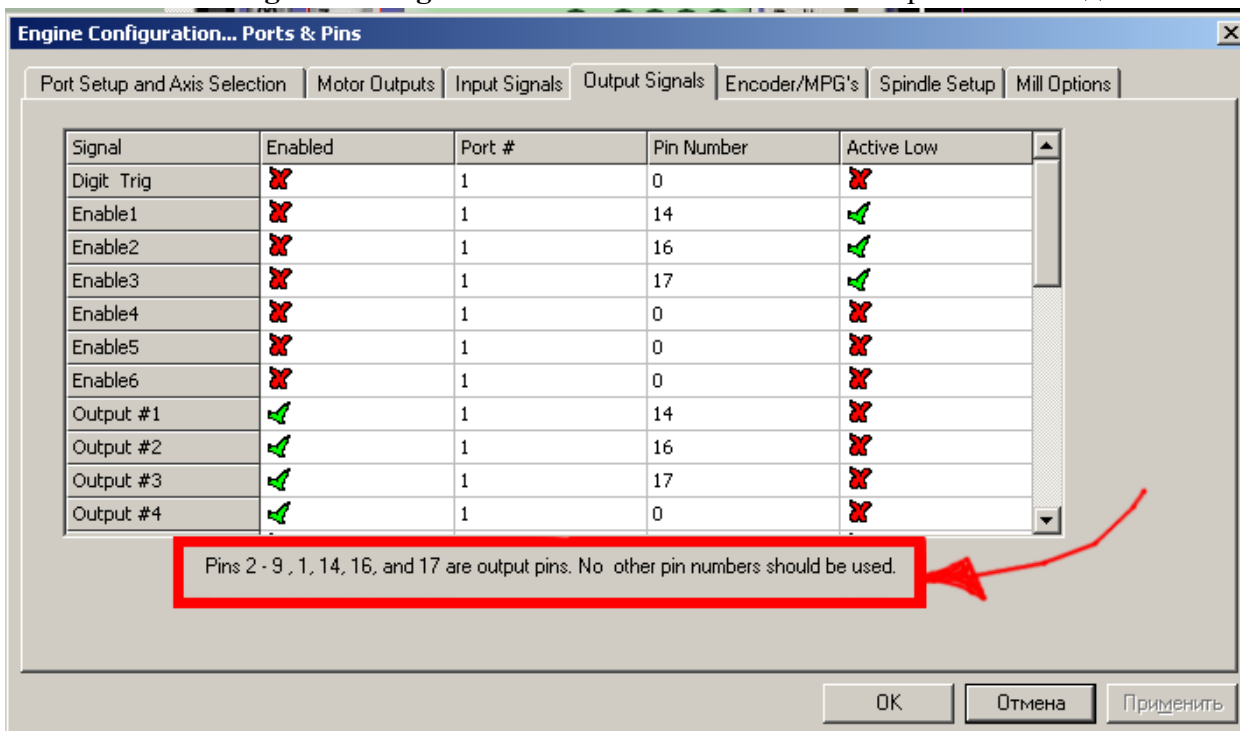 Engine Configuration... Ports & Pins
Port Setup and Axis Selection Motor Outputs Input Signals Output Signals Encoder/MPG's Spindle Setup Mill Options
Signal Enabled Port # Pin Number Active Low
Digit Trig 1 0
Enable1 1 14
Enable2 1 16
Enable3 1 17
Enable4 1 0
Enable5 1 0
Enable6 1 0
Output #1 1 14
Output #2 1 16
Output #3 1 17
Output #4 1 0
Pins 2 - 9 , 1, 14, 16, and 17 are output pins. No other pin numbers should be used.
OK Отмена Применить